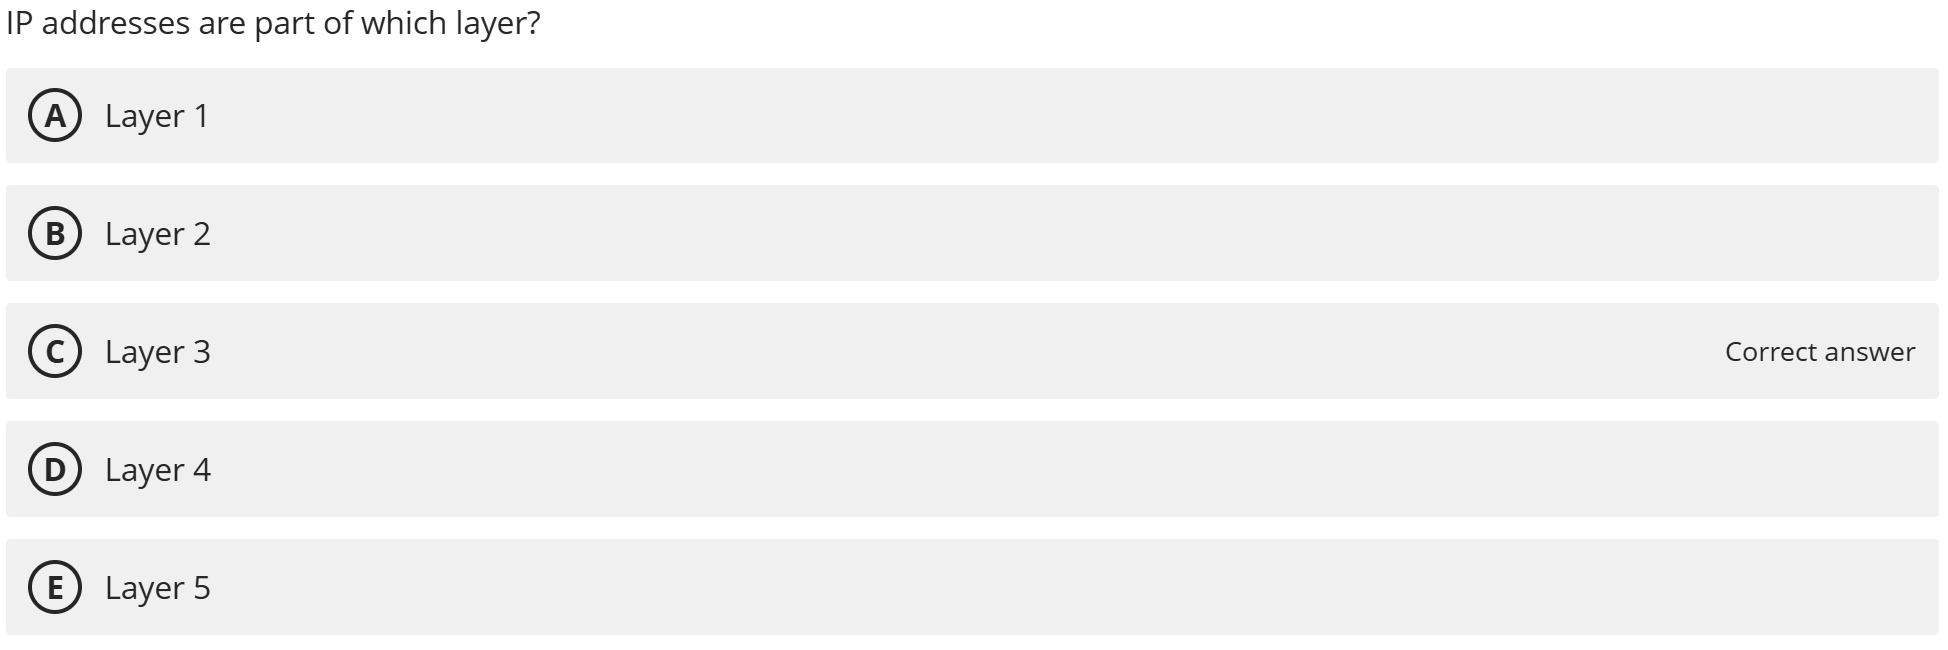 IP addresses are part of which layer?
A Layer 1
B Layer 2
C Layer 3 Correct answer
D Layer 4
E Layer 5